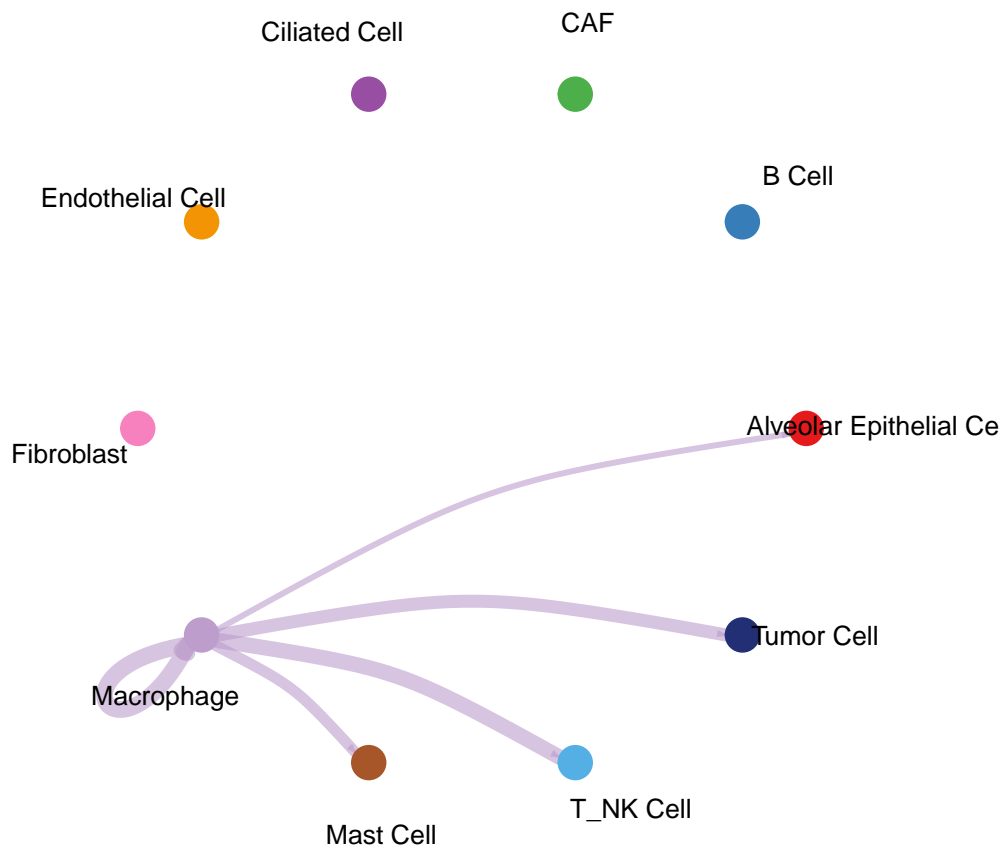 CAF
Ciliated Cell
B Cell
Endothelial Cell
Alveolar Epithelial Ce
Fibroblast
Tumor Cell
Macrophage
T_NK Cell
Mast Cell